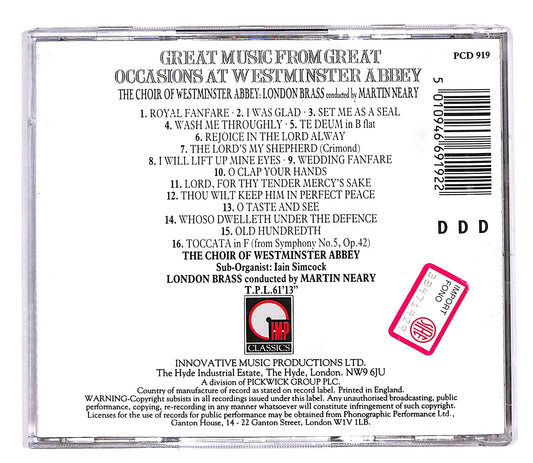 GREAT MUSIC FROM GREAT
OCCASIONS AT WESTMINSTER ABBEY
PCD 919
THE CHOIR OF WESTMINSTER ABBEY: LONDON BRASS conducted by MARTIN NEARY
1. ROYAL FANFARE · 2. I WAS GLAD · 3. SET ME AS A SEAL
4. WASH ME THROUGHLY · 5. TE DEUM in B flat
6. REJOICE IN THE LORD ALWAY
7. THE LORD'S MY SHEPHERD (Crimond)
8. I WILL LIFT UP MINE EYES · 9. WEDDING FANFARE
10. O CLAP YOUR HANDS
11. LORD, FOR THY TENDER MERCY'S SAKE
12. THOU WILT KEEP HIM IN PERFECT PEACE
13. O TASTE AND SEE
14. WHOSO DWELLETH UNDER THE DEFENCE
15. OLD HUNDREDTH
16. TOCCATA in F (from Symphony No.5, Op.42)
THE CHOIR OF WESTMINSTER ABBEY
Sub-Organist: Iain Simcock
LONDON BRASS conducted by MARTIN NEARY
T.P.L.61'13"
5 010946 691922
D D D
IMP
CLASSICS
IMPORT
FONO
INNOVATIVE MUSIC PRODUCTIONS LTD.
The Hyde Industrial Estate, The Hyde, London. NW9 6JU
A division of PICKWICK GROUP PLC.
Country of manufacture of record as stated on record label. Printed in England.
WARNING-Copyright subsists in all recordings issued under this label. Any unauthorised broadcasting, public
performance, copying, re-recording in any manner whatsoever will constitute infringement of such copyright.
Licenses for the use of records for public performance may be obtained from Phonographic Performance Ltd.,
Ganton House, 14 - 22 Ganton Street, London W1V 1LB.